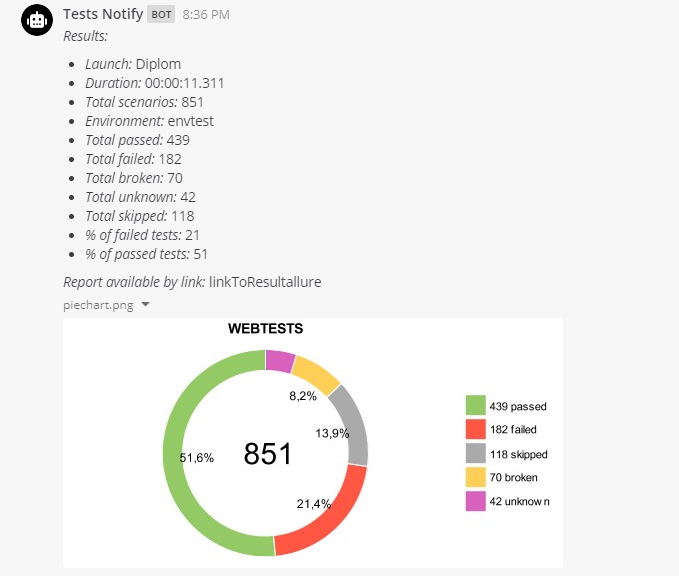 Tests Notify BOT 8:36 PM
Results:
• Launch: Diplom
• Duration: 00:00:11.311
• Total scenarios: 851
• Environment: envtest
• Total passed: 439
• Total failed: 182
• Total broken: 70
• Total unknown: 42
• Total skipped: 118
• % of failed tests: 21
• % of passed tests: 51
Report available by link: linkToResultallure
piechart.png
WEBTESTS
8,2%
13,9%
51,6%
851
21,4%
439 passed
182 failed
118 skipped
70 broken
42 unknown